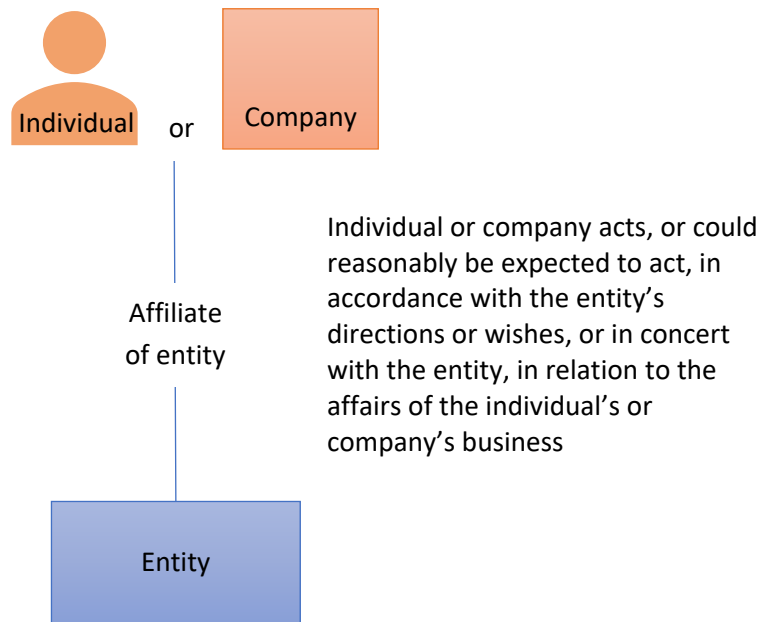 Individual or Company
Individual or company acts, or could
reasonably be expected to act, in
accordance with the entity’s
directions or wishes, or in concert
with the entity, in relation to the
affairs of the individual’s or
company’s business
Affiliate
of entity
Entity